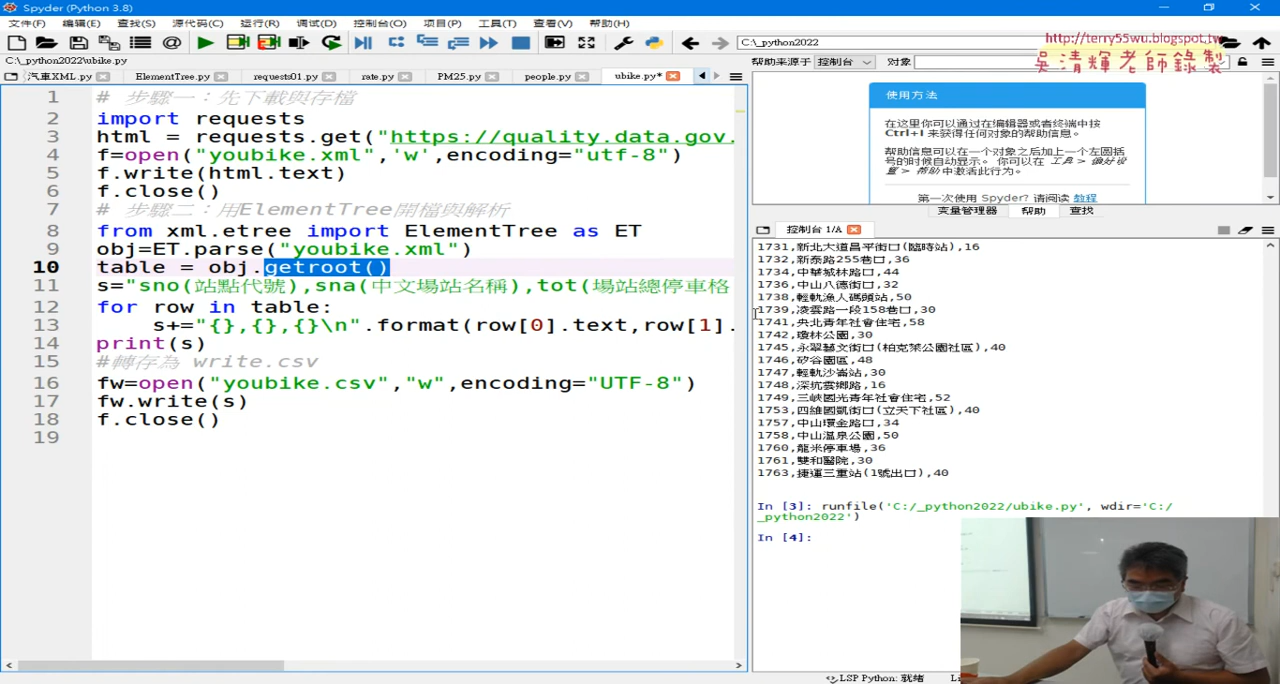 Spyder (Python 3.8)
文件(F) 编辑(E) 查找(S) 源代码(C) 运行(R) 调试(D) 控制台(O) 项目(P) 工具(T) 查看(V) 帮助(H)
C:\_python2022
http://terry55wu.blogspot.tw
吳清輝老師錄製
C:\_python2022\ubike.py
汽車XML.py ElementTree.py requests01.py rate.py PM25.py people.py ubike.py*
帮助来源于 控制台 对象
1 # 步驟一：先下載與存檔
2 import requests
3 html = requests.get("https://quality.data.gov.
4 f=open("youbike.xml",'w',encoding="utf-8")
5 f.write(html.text)
6 f.close()
7 # 步驟二：用ElementTree開檔與解析
8 from xml.etree import ElementTree as ET
9 obj=ET.parse("youbike.xml")
10 table = obj.getroot()
11 s="sno(站點代號),sna(中文場站名稱),tot(場站總停車格
12 for row in table:
13 s+="{},{},{}\n".format(row[0].text,row[1].
14 print(s)
15 #轉存為 write.csv
16 fw=open("youbike.csv","w",encoding="UTF-8")
17 fw.write(s)
18 f.close()
19
使用方法
在这里你可以通过在编辑器或者终端中按
Ctrl+I 来获得任何对象的帮助信息。
帮助信息可以在一个对象之后加上一个左圆括
号的时候自动显示。 你可以在 工具 > 偏好设
置 > 帮助 中激活此行为。
第一次使用 Spyder? 请阅读 教程
变量管理器 帮助 查找
控制台 1/A
1731,新北大道昌平街口(臨時站),16
1732,新泰路255巷口,36
1734,中華城林路口,44
1736,中山八德街口,32
1738,輕軌漁人碼頭站,50
1739,凌雲路一段158巷口,30
1741,央北青年社會住宅,58
1742,瓊林公園,30
1745,永翠藝文街口(柏克萊公園社區),40
1746,矽谷園區,48
1747,輕軌沙崙站,30
1748,深坑雲鄉路,16
1749,三峽國光青年社會住宅,52
1753,四維國凱街口(立天下社區),40
1757,中山環金路口,34
1758,中山溫泉公園,50
1760,龍米停車場,36
1761,雙和醫院,30
1763,捷運三重站(1號出口),40
In [3]: runfile('C:/_python2022/ubike.py', wdir='C:/
_python2022')
In [4]:
LSP Python: 就绪